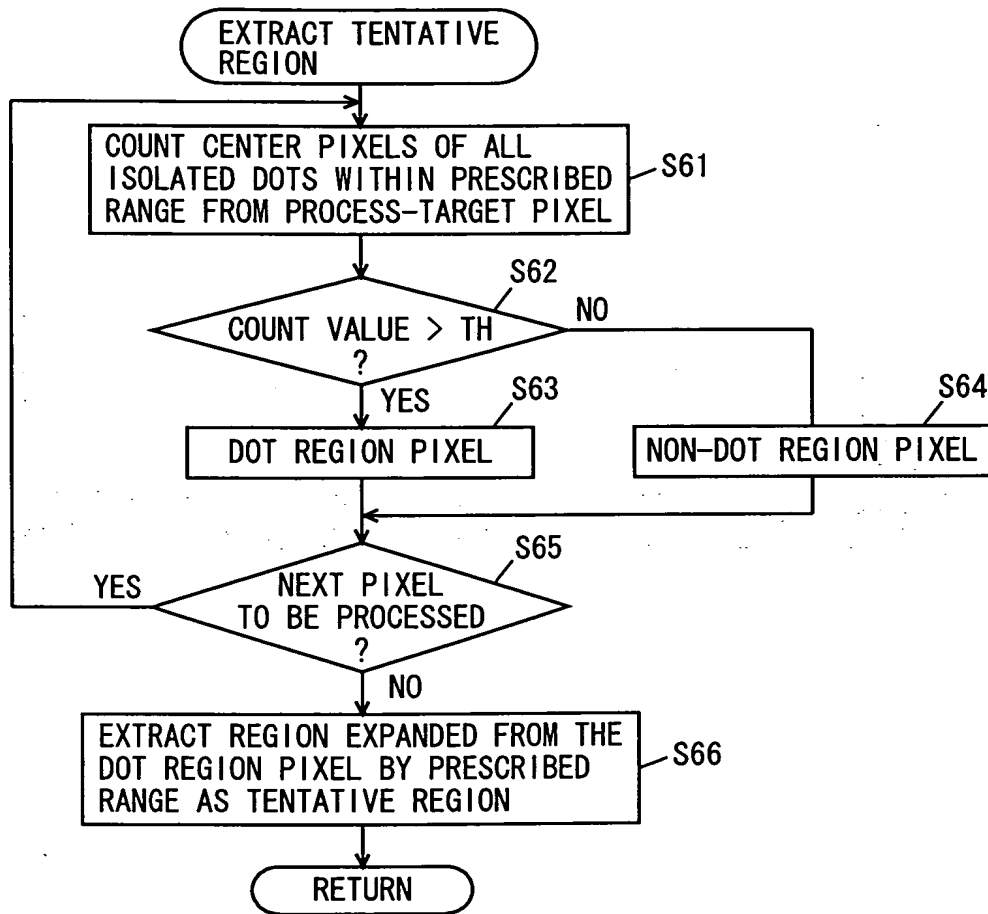 EXTRACT TENTATIVE
REGION
COUNT CENTER PIXELS OF ALL
ISOLATED DOTS WITHIN PRESCRIBED
RANGE FROM PROCESS-TARGET PIXEL
S61
S62
COUNT VALUE > TH
?
NO
YES
S63
DOT REGION PIXEL
S64
NON-DOT REGION PIXEL
S65
YES
NEXT PIXEL
TO BE PROCESSED
?
NO
EXTRACT REGION EXPANDED FROM THE
DOT REGION PIXEL BY PRESCRIBED
RANGE AS TENTATIVE REGION
S66
RETURN